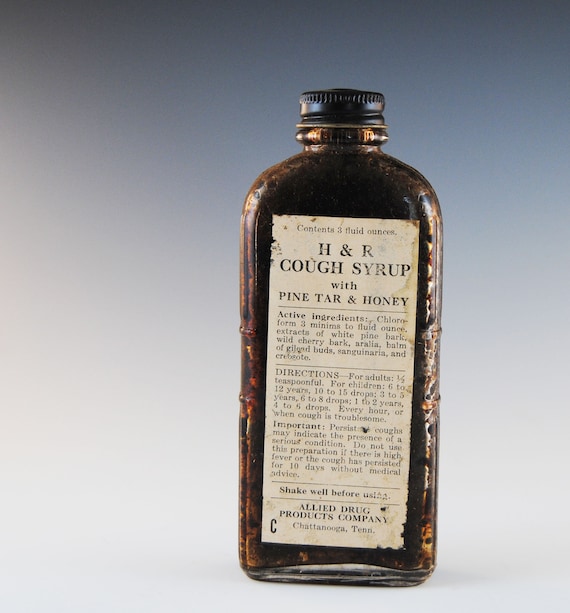 Contents 3 fluid ounces.
H & R
COUGH SYRUP
with
PINE TAR & HONEY
Active ingredients: Chloro-
form 3 minims to fluid ounce,
extracts of white pine bark,
wild cherry bark, aralia, balm
of gilead buds, sanguinaria, and
creosote.
DIRECTIONS—For adults: ½
teaspoonful. For children: 6 to
12 years, 10 to 15 drops; 3 to 5
years, 6 to 8 drops; 1 to 2 years,
4 to 6 drops. Every hour, or
when cough is troublesome.
Important: Persistent coughs
may indicate the presence of a
serious condition. Do not use
this preparation if there is high
fever or the cough has persisted
for 10 days without medical
advice.
Shake well before using.
ALLIED DRUG
PRODUCTS COMPANY
C Chattanooga, Tenn.